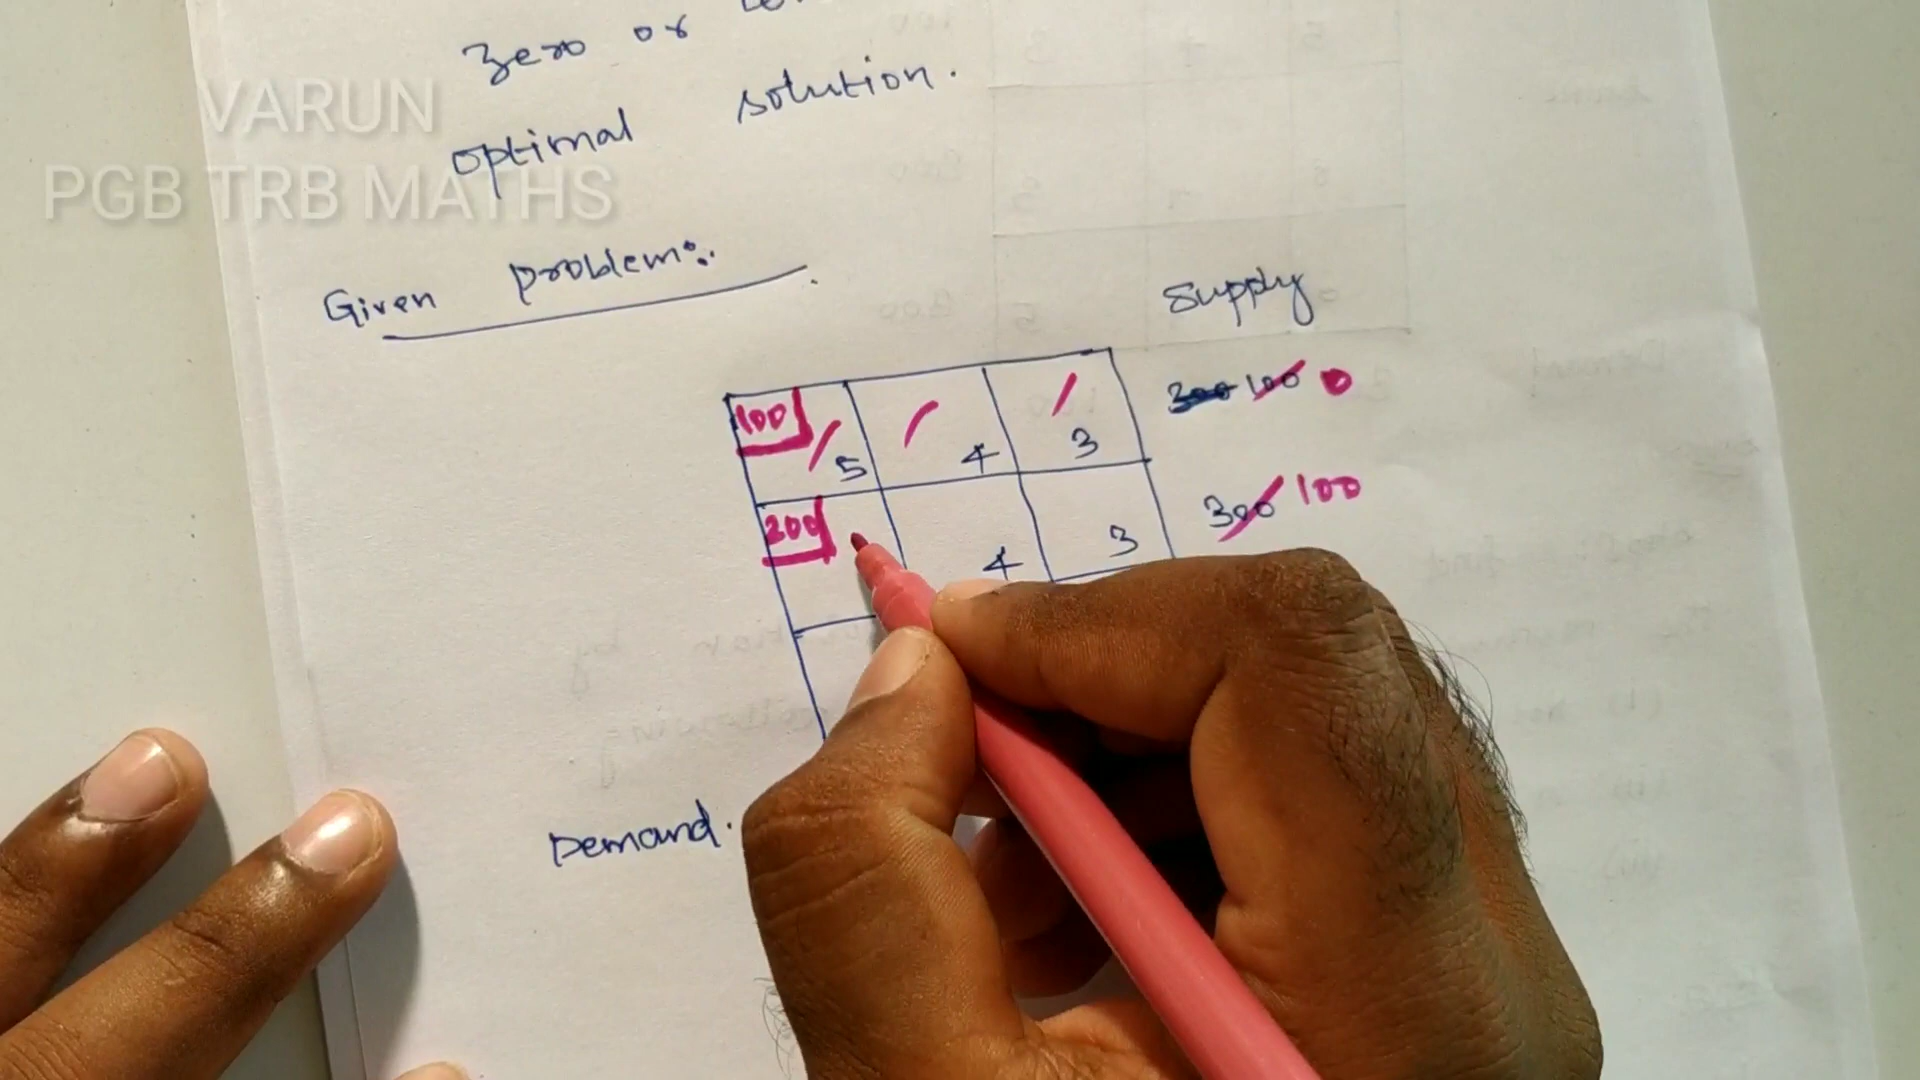 zero or
optimal solution.
VARUN
PGB TRB MATHS
Given problem:.
Supply
100 5 4 3 300 100 0
200 4 3 300 100
Demand.